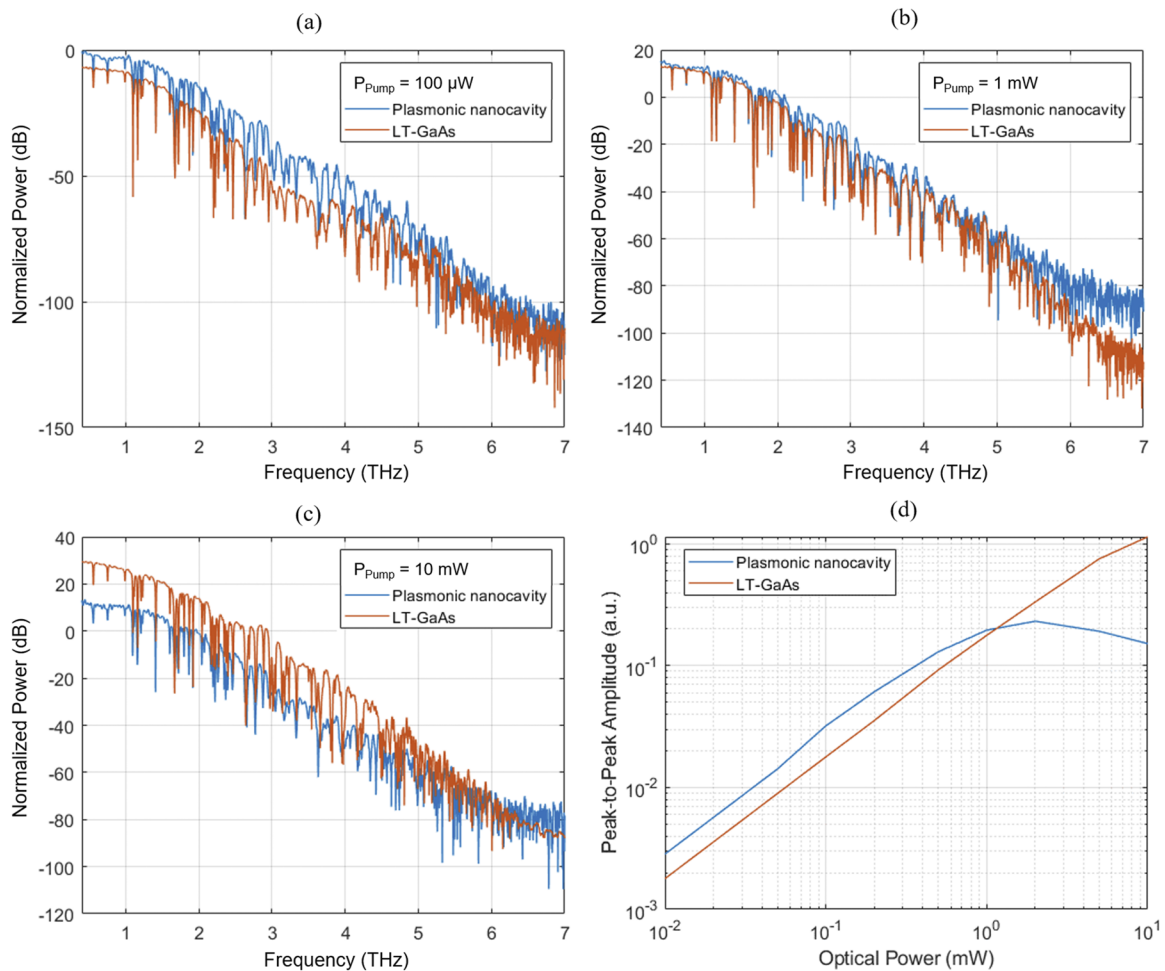 (a)
0
-50
-100
-150
Normalized Power (dB)
P_Pump = 100 µW
Plasmonic nanocavity
LT-GaAs
1 2 3 4 5 6 7
Frequency (THz)
(b)
20
0
-20
-40
-60
-80
-100
-120
-140
Normalized Power (dB)
P_Pump = 1 mW
Plasmonic nanocavity
LT-GaAs
1 2 3 4 5 6 7
Frequency (THz)
(c)
40
20
0
-20
-40
-60
-80
-100
-120
Normalized Power (dB)
P_Pump = 10 mW
Plasmonic nanocavity
LT-GaAs
1 2 3 4 5 6 7
Frequency (THz)
(d)
10^0
10^-1
10^-2
10^-3
Peak-to-Peak Amplitude (a.u.)
Plasmonic nanocavity
LT-GaAs
10^-2 10^-1 10^0 10^1
Optical Power (mW)